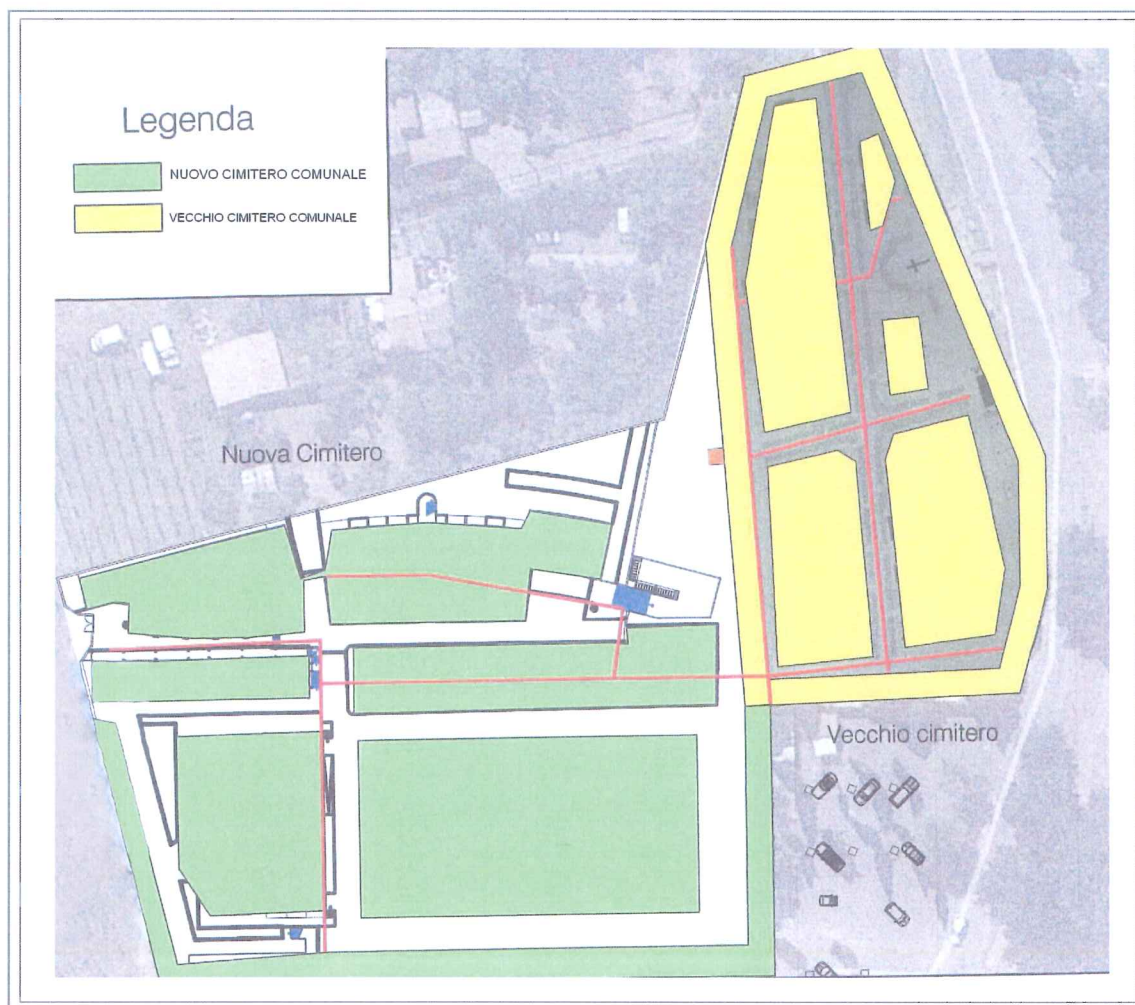 Legenda
NUOVO CIMITERO COMUNALE
VECCHIO CIMITERO COMUNALE
Nuova Cimitero
Vecchio cimitero